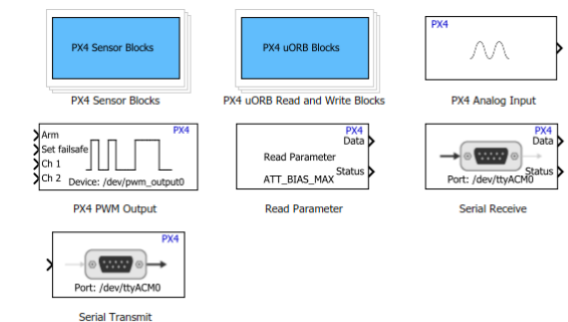 PX4 Sensor Blocks
PX4 Sensor Blocks
PX4 uORB Blocks
PX4 uORB Read and Write Blocks
PX4
PX4 Analog Input
PX4
Arm
Set failsafe
Ch 1
Ch 2
Device: /dev/pwm_output0
PX4 PWM Output
PX4
Data
Read Parameter
ATT_BIAS_MAX
Status
Read Parameter
PX4
Data
Status
Port: /dev/ttyACM0
Serial Receive
PX4
Port: /dev/ttyACM0
Serial Transmit